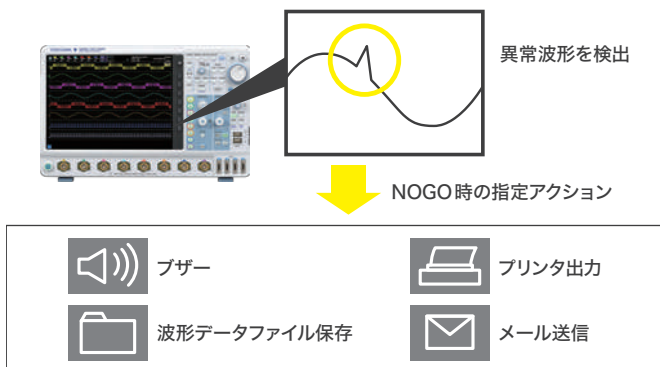 YOKOGAWA
異常波形を検出
NOGO時の指定アクション
ブザー
プリンタ出力
波形データファイル保存
メール送信